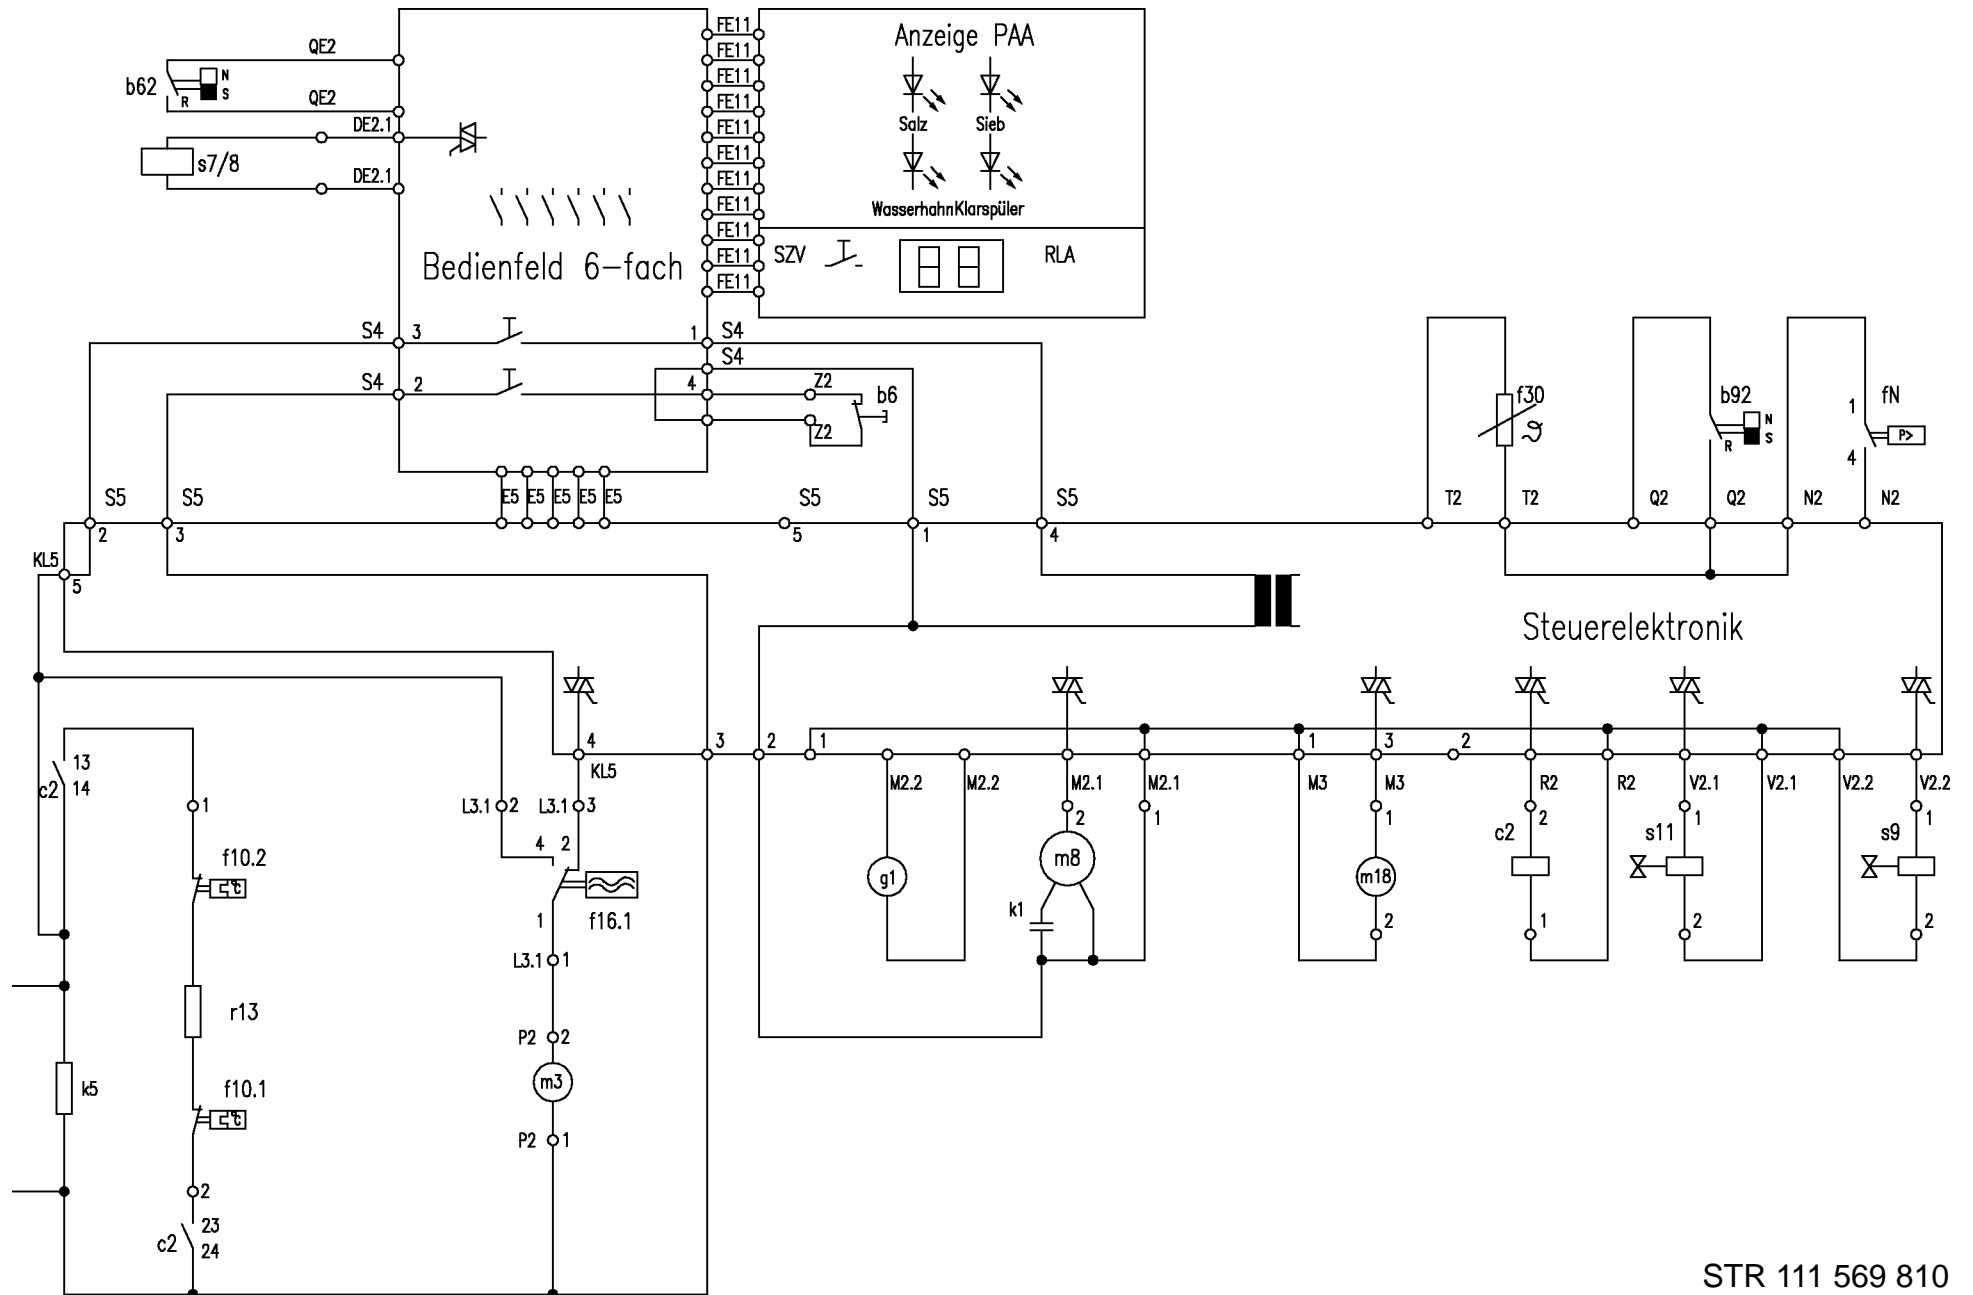 FE11
Anzeige PAA
QE2
FE11
b62
N
S
R
FE11
QE2
FE11
DE2.1
FE11
Salz
Sieb
s7/8
FE11
DE2.1
FE11
WasserhahnKlarspüler
FE11
FE11
Bedienfeld 6-fach
FE11
SZV
RLA
FE11
S4
3
1
S4
S4
S4
2
4
Z2
b6
Z2
f30
ϑ
b92
N
S
R
1
fN
P>
4
S5
S5
E5
E5
E5
E5
E5
S5
S5
S5
T2
T2
Q2
Q2
N2
N2
2
3
5
1
4
KL5
5
Steuerelektronik
4
3
2
1
1
3
2
KL5
13
c2
14
M2.2
M2.2
M2.1
M2.1
M3
M3
R2
R2
V2.1
V2.1
V2.2
V2.2
1
L3.1
2
L3.1
3
2
1
1
2
1
1
c2
s11
s9
4
2
f10.2
°C
m8
g1
m18
k1
1
f16.1
2
1
2
2
L3.1
1
r13
P2
2
m3
k5
f10.1
°C
P2
1
2
c2
23
24
STR 111 569 810